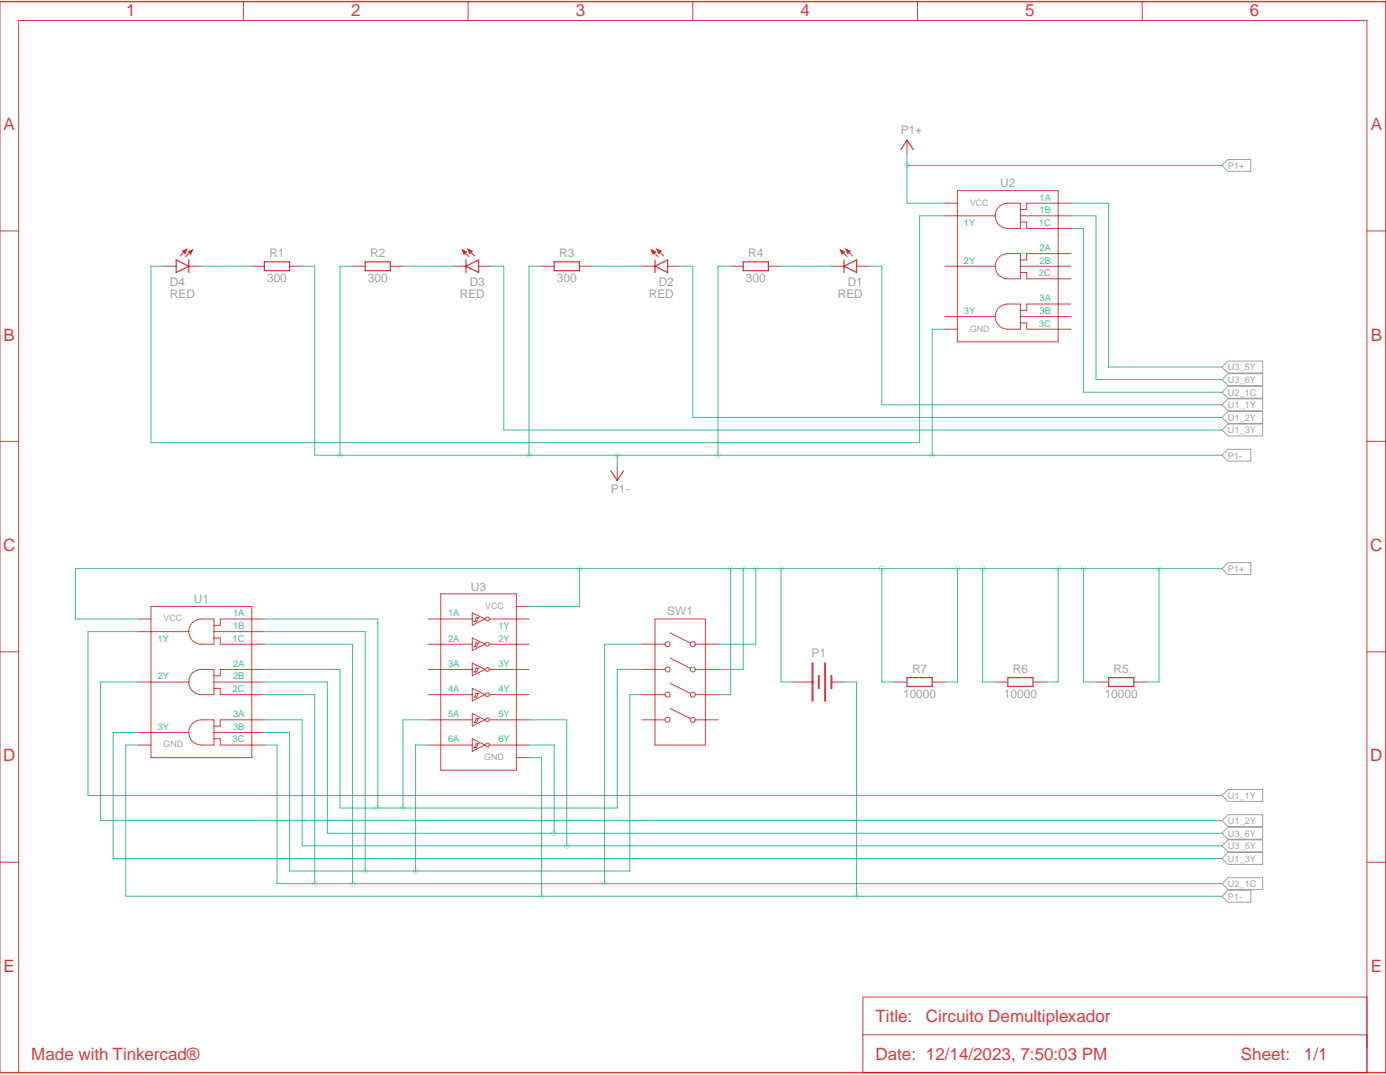 1 2 3 4 5 6
A A
P1+
P1+
U2
VCC 1A
1B
1Y 1C
2A
2Y 2B
2C
3A
3Y 3B
GND 3C
R1 R2 R3 R4
300 D4 300 D3 300 D2 300 D1
RED RED RED RED
B B
U3_5Y
U3_6Y
U2_1C
U1_1Y
U1_2Y
U1_3Y
P1-
P1-
C C
P1+
U1
VCC 1A
1B
1Y 1C
2A
2Y 2B
2C
3A
3Y 3B
GND 3C
U3
VCC
1A 1Y
2A 2Y
3A 3Y
4A 4Y
5A 5Y
6A 6Y
GND
SW1
P1
R7 R6 R5
10000 10000 10000
D D
U1_1Y
U1_2Y
U3_6Y
U3_5Y
U1_3Y
U2_1C
P1-
E E
Title: Circuito Demultiplexador
Made with Tinkercad®
Date: 12/14/2023, 7:50:03 PM Sheet: 1/1